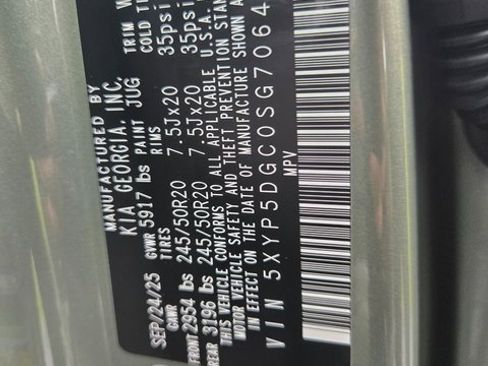 MANUFACTURED BY
KIA GEORGIA, INC.
SEP/24/25 GVWR 5917 lbs PAINT JUG TRIM W
GAWR TIRES RIMS COLD TI
FRONT 2954 lbs 245/50R20 7.5Jx20 35psi
REAR 3196 lbs 245/50R20 7.5Jx20 35psi
THIS VEHICLE CONFORMS TO ALL APPLICABLE U.S.A.
MOTOR VEHICLE SAFETY AND THEFT PREVENTION STAN
IN EFFECT ON THE DATE OF MANUFACTURE SHOWN A
VIN 5XYP5DGC0SG7064
MPV